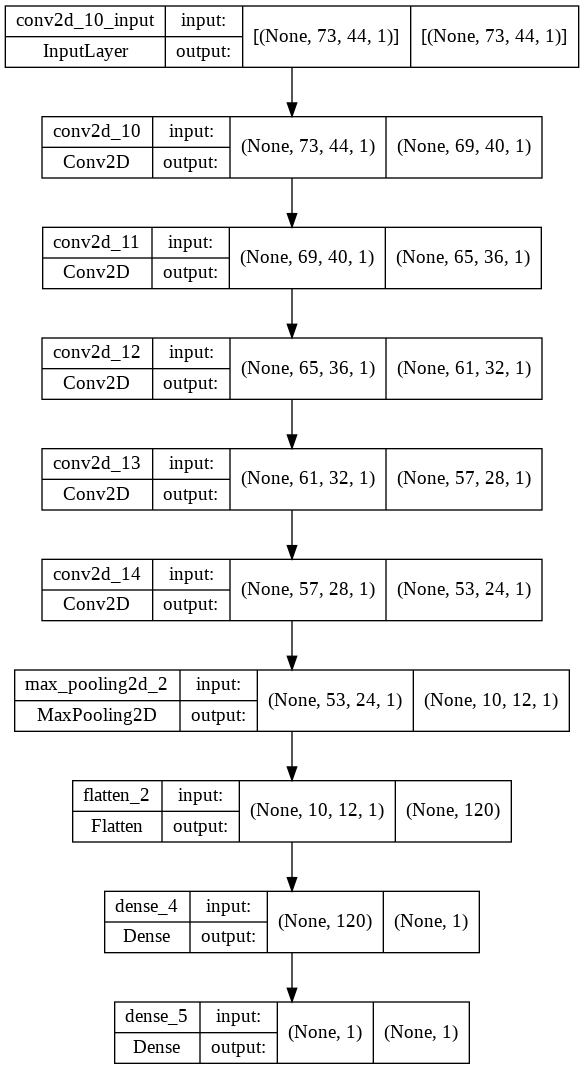 conv2d_10_input input: [(None, 73, 44, 1)] [(None, 73, 44, 1)]
InputLayer output:
conv2d_10 input: (None, 73, 44, 1) (None, 69, 40, 1)
Conv2D output:
conv2d_11 input: (None, 69, 40, 1) (None, 65, 36, 1)
Conv2D output:
conv2d_12 input: (None, 65, 36, 1) (None, 61, 32, 1)
Conv2D output:
conv2d_13 input: (None, 61, 32, 1) (None, 57, 28, 1)
Conv2D output:
conv2d_14 input: (None, 57, 28, 1) (None, 53, 24, 1)
Conv2D output:
max_pooling2d_2 input: (None, 53, 24, 1) (None, 10, 12, 1)
MaxPooling2D output:
flatten_2 input: (None, 10, 12, 1) (None, 120)
Flatten output:
dense_4 input: (None, 120) (None, 1)
Dense output:
dense_5 input: (None, 1) (None, 1)
Dense output: